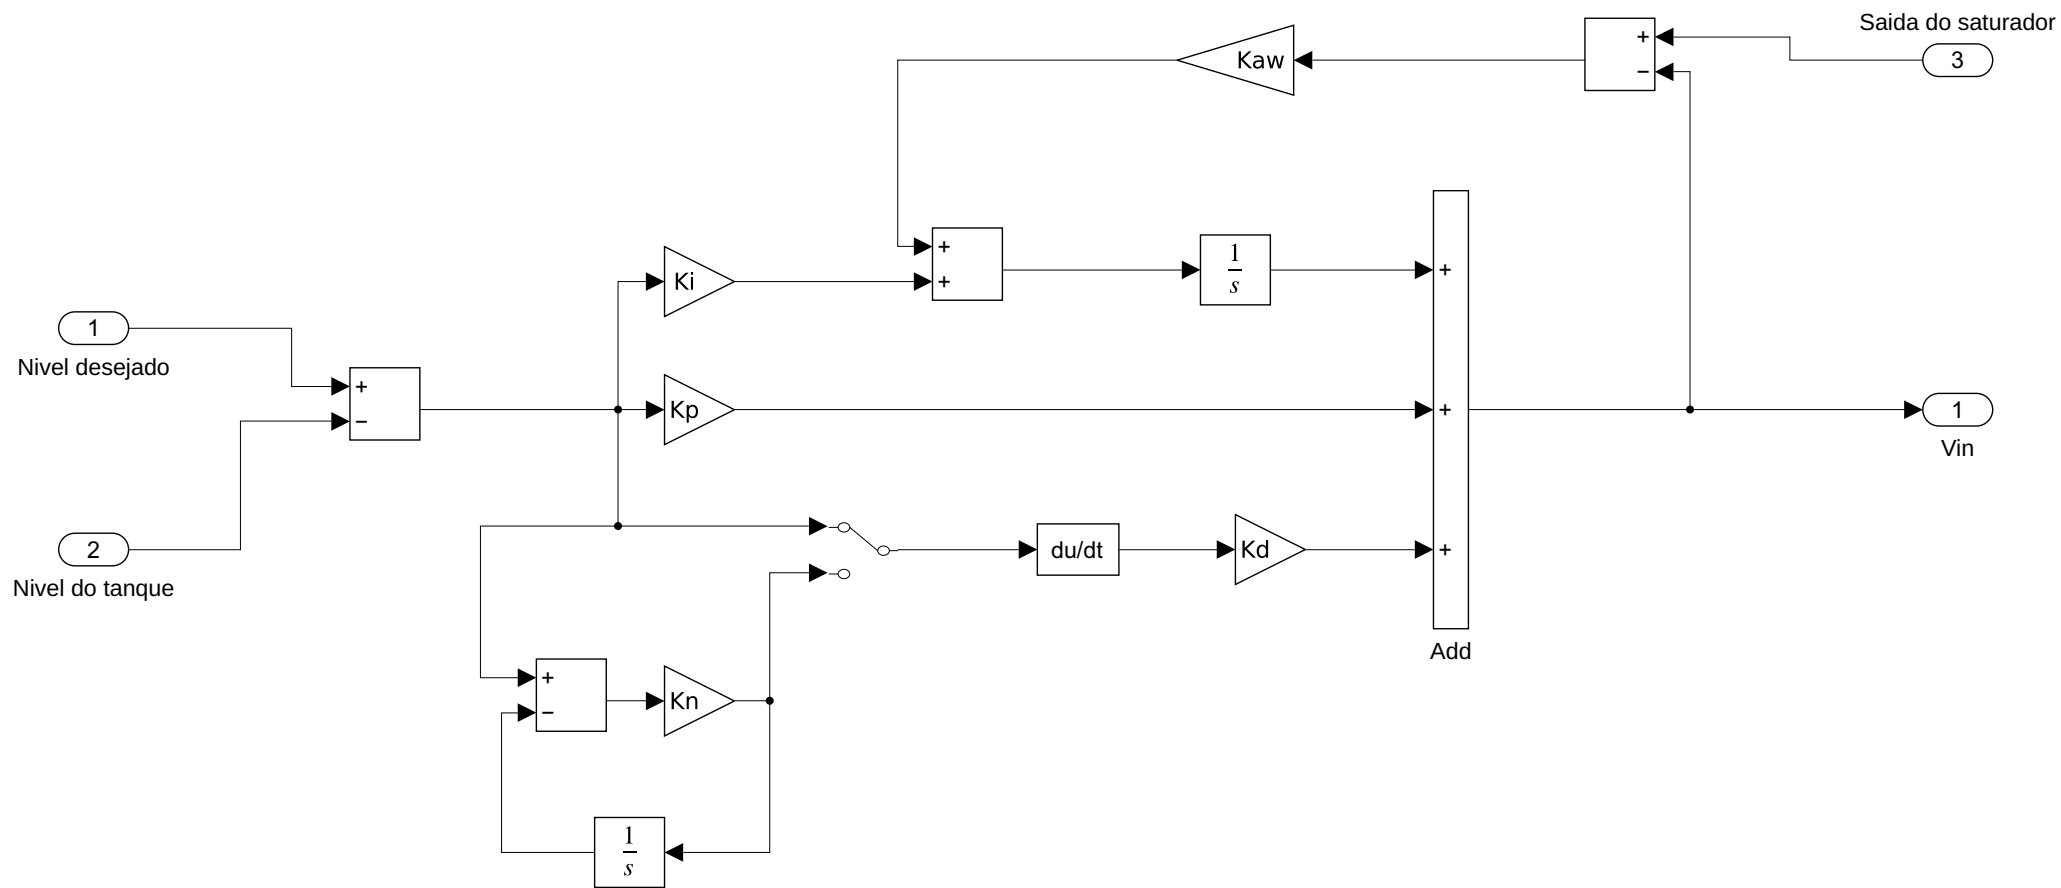 Saida do saturador
+
Kaw
3
−
+
1
s
Ki
+
+
+
1
Nivel desejado
+
Kp
+
1
−
Vin
2
du/dt
Kd
+
Nivel do tanque
Add
+
Kn
−
1
s